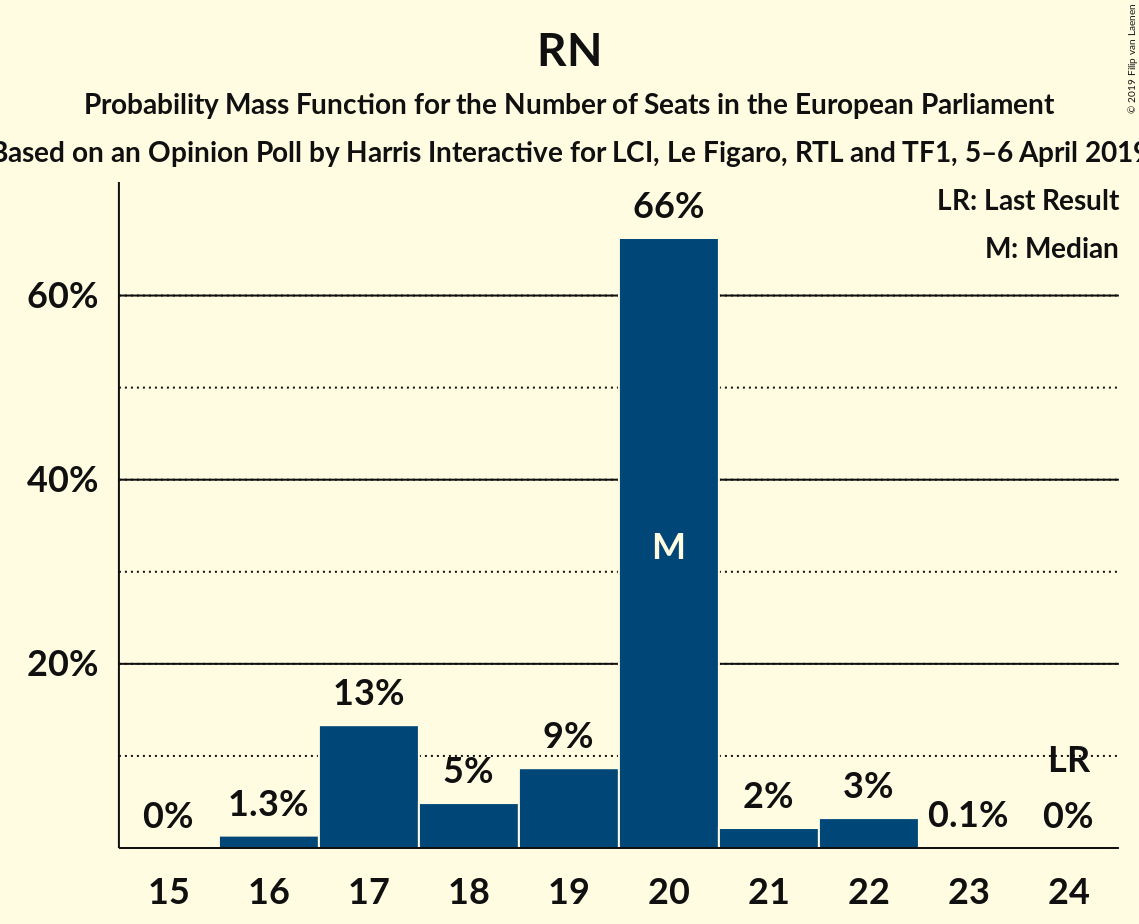 RN
Probability Mass Function for the Number of Seats in the European Parliament
Based on an Opinion Poll by Harris Interactive for LCI, Le Figaro, RTL and TF1, 5–6 April 2019
© 2019 Filip van Laenen
LR: Last Result
M: Median
60%
40%
20%
0%
1.3%
13%
5%
9%
66%
M
2%
3%
0.1%
LR
0%
15 16 17 18 19 20 21 22 23 24